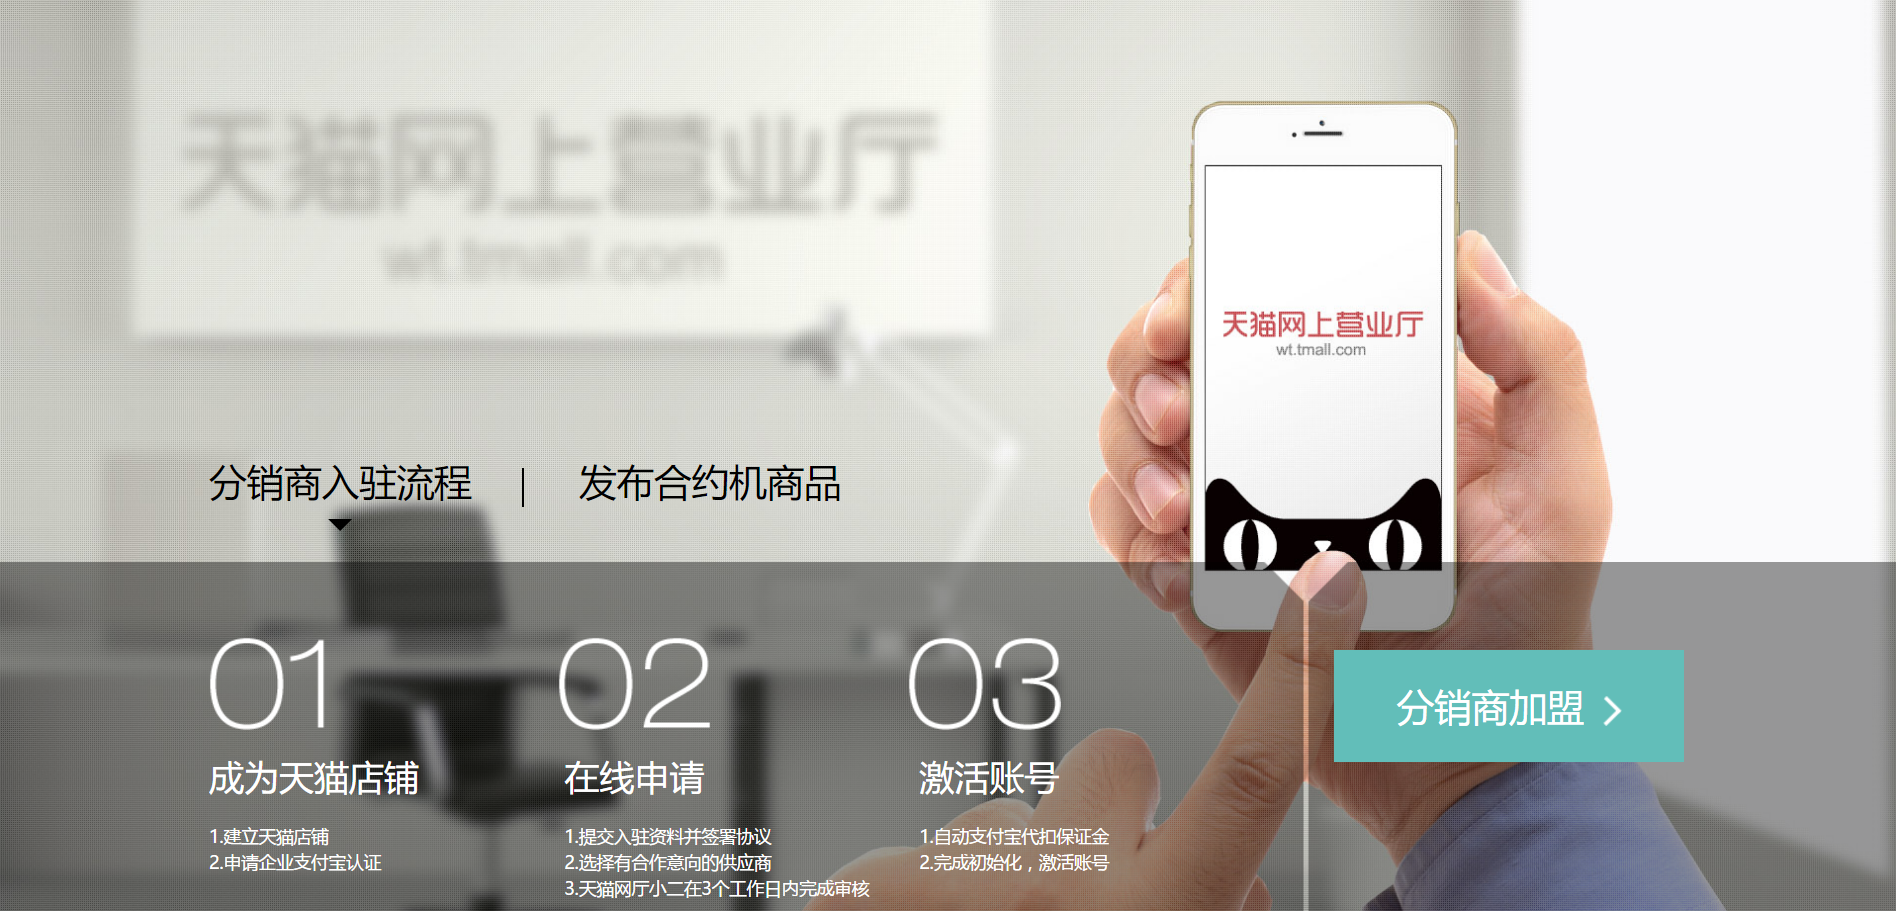 天猫网上营业厅
wt.tmall.com
天猫网上营业厅
wt.tmall.com
分销商入驻流程
发布合约机商品
01
成为天猫店铺
1.建立天猫店铺
2.申请企业支付宝认证
02
在线申请
1.提交入驻资料并签署协议
2.选择有合作意向的供应商
3.天猫网厅小二在3个工作日内完成审核
03
激活账号
1.自动支付宝代扣保证金
2.完成初始化，激活账号
分销商加盟 >